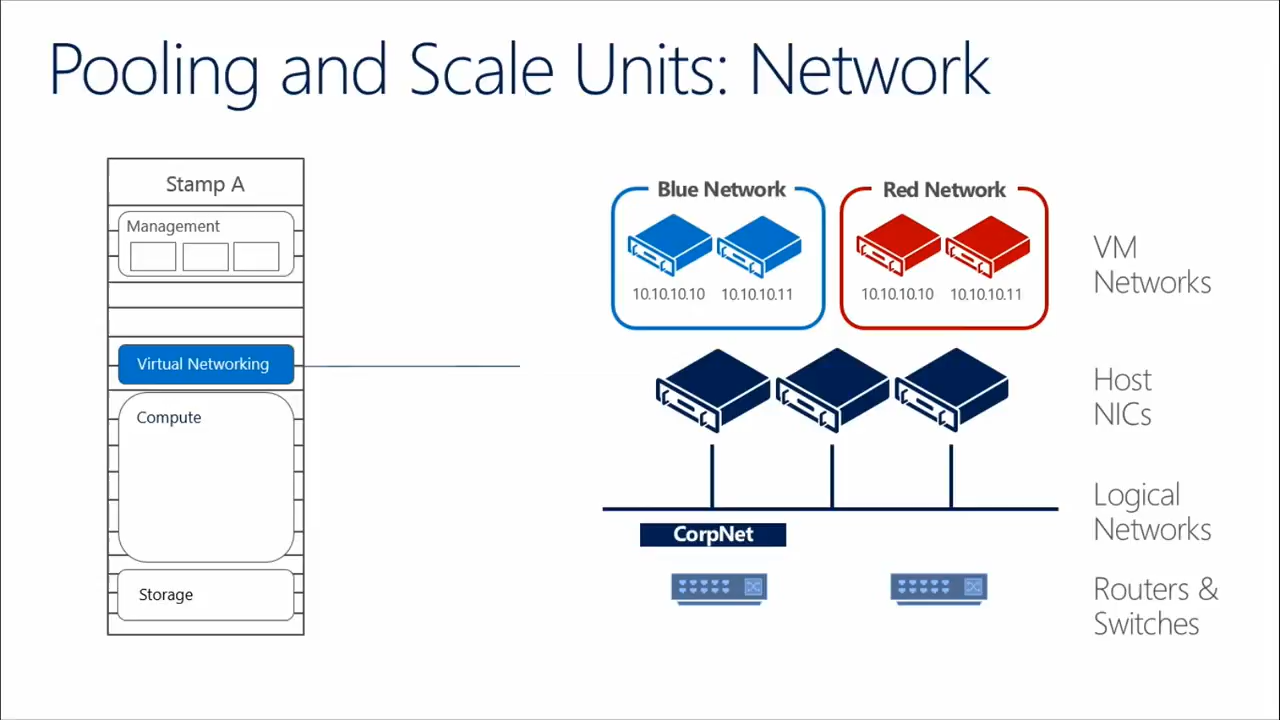 Pooling and Scale Units: Network
Stamp A
Management
Virtual Networking
Compute
Storage
Blue Network
10.10.10.10 10.10.10.11
Red Network
10.10.10.10 10.10.10.11
VM
Networks
Host
NICs
Logical
Networks
CorpNet
Routers &
Switches